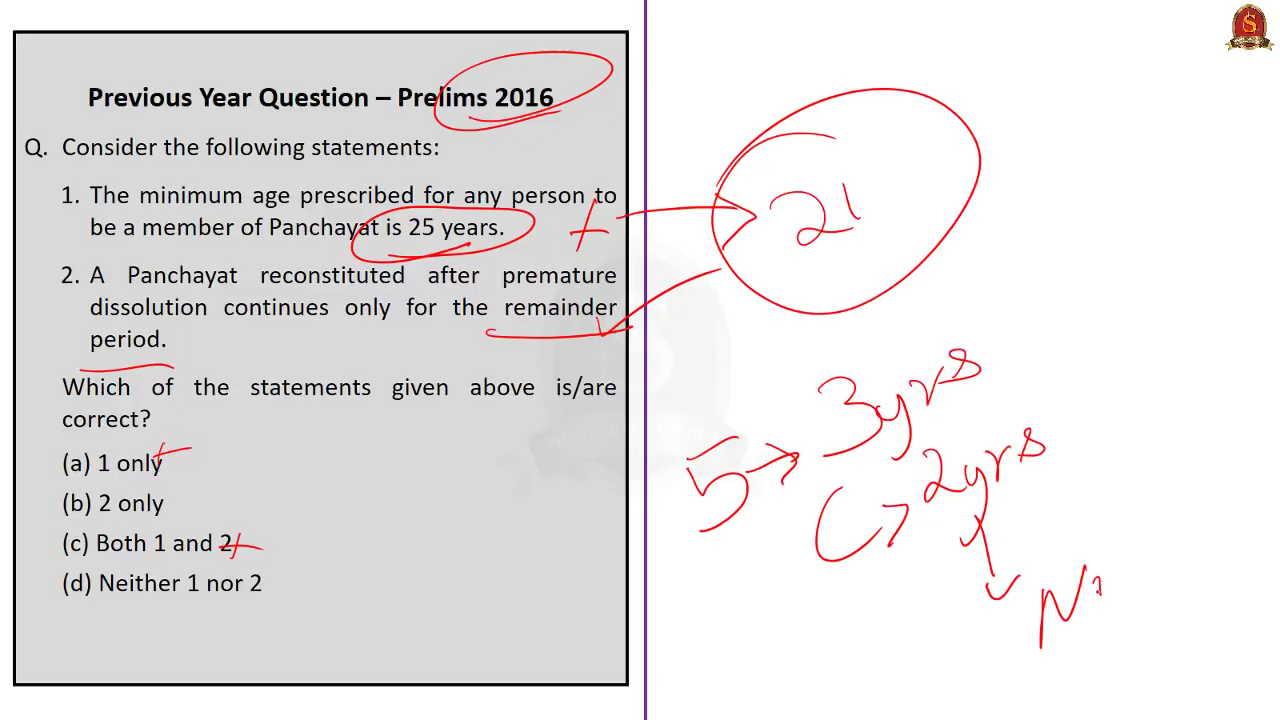 Previous Year Question – Prelims 2016
Q. Consider the following statements:
1. The minimum age prescribed for any person to
be a member of Panchayat is 25 years.
2. A Panchayat reconstituted after premature
dissolution continues only for the remainder
period.
Which of the statements given above is/are
correct?
(a) 1 only
(b) 2 only
(c) Both 1 and 2
(d) Neither 1 nor 2
21
3yrs
5 →
2yrs
S